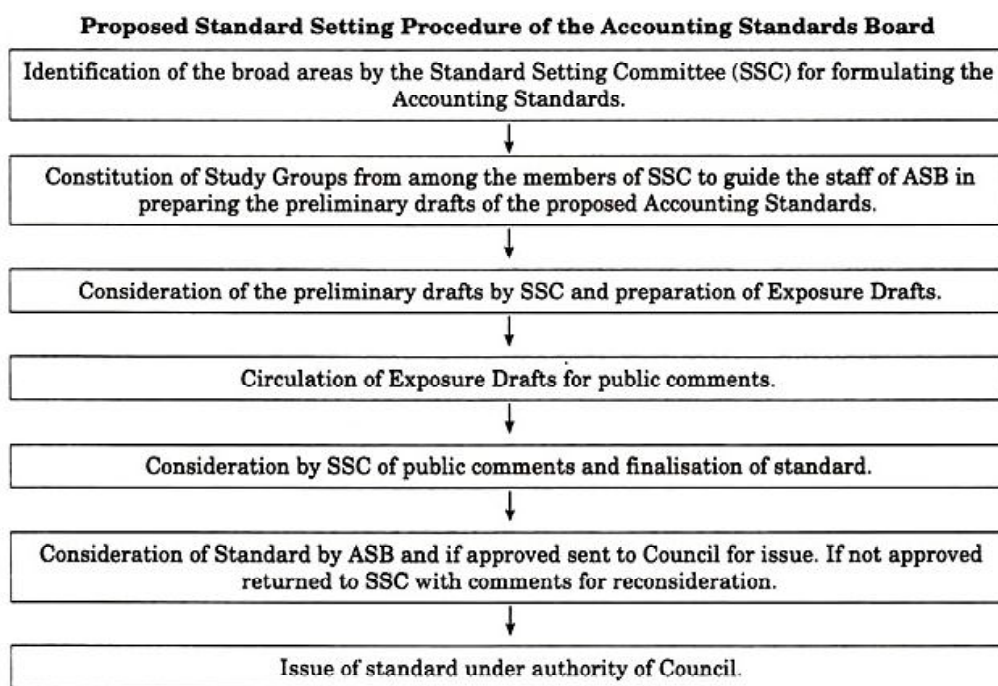 Proposed Standard Setting Procedure of the Accounting Standards Board
Identification of the broad areas by the Standard Setting Committee (SSC) for formulating the
Accounting Standards.
Constitution of Study Groups from among the members of SSC to guide the staff of ASB in
preparing the preliminary drafts of the proposed Accounting Standards.
Consideration of the preliminary drafts by SSC and preparation of Exposure Drafts.
Circulation of Exposure Drafts for public comments.
Consideration by SSC of public comments and finalisation of standard.
Consideration of Standard by ASB and if approved sent to Council for issue. If not approved
returned to SSC with comments for reconsideration.
Issue of standard under authority of Council.